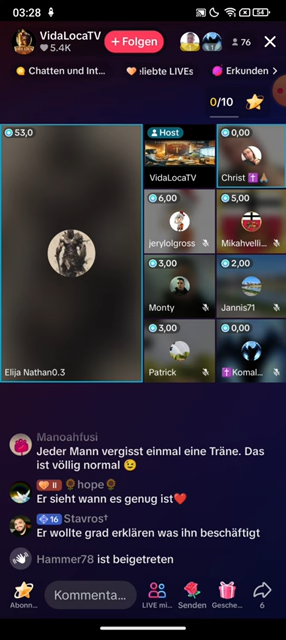 03:28
54
VidaLocaTV
5.4K
+ Folgen
1
76
Chatten und Int...
eliebte LIVEs
Erkunden
0/10
53,0
Host
VidaLocaTV
0,00
Christ ✝️🙏🏽
6,00
jerylolgross
5,00
Mikahvelli...
3,00
Monty
2,00
Jannis71
3,00
Patrick
0,00
✝️Komal...
Elija Nathan0.3
Manoahfusi
Jeder Mann vergisst einmal eine Träne. Das
ist völlig normal 😉
II 🌻hope🌻
Er sieht wann es genug ist❤️
16 Stavros†
Er wollte grad erklären was ihn beschäftigt
Hammer78 ist beigetreten
Abonn...
Kommenta...
LIVE mi...
Senden
Gesche...
6